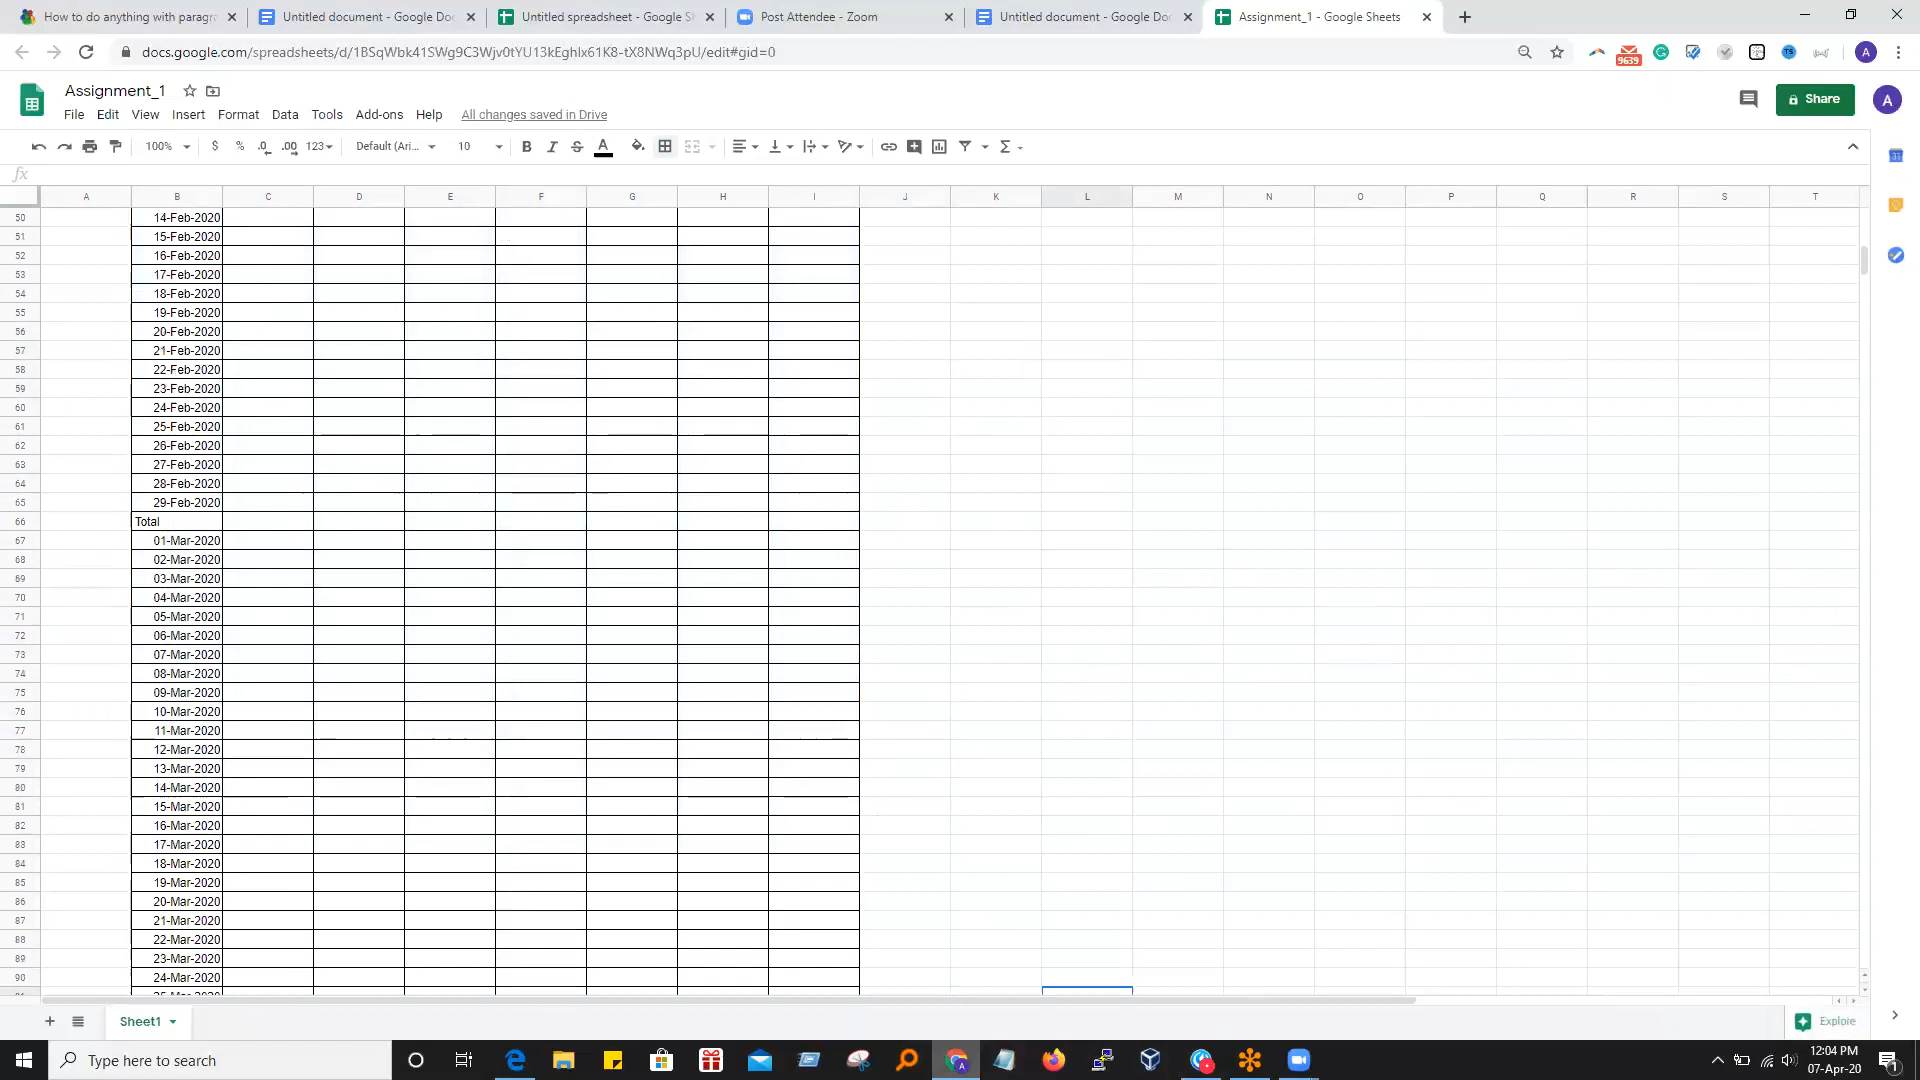 How to do anything with paragr
Untitled document - Google Doc
Untitled spreadsheet - Google S
Post Attendee - Zoom
Untitled document - Google Doc
Assignment_1 - Google Sheets
docs.google.com/spreadsheets/d/1BSqWbk41SWg9C3Wjv0tYU13kEghlx61K8-tX8NWq3pU/edit#gid=0
9639
TS
A
Assignment_1
File Edit View Insert Format Data Tools Add-ons Help All changes saved in Drive
Share
A
100% $ % .0 .00 123 Default (Ari... 10 B I S A
fx
A B C D E F G H I J K L M N O P Q R S T
50 14-Feb-2020
51 15-Feb-2020
52 16-Feb-2020
53 17-Feb-2020
54 18-Feb-2020
55 19-Feb-2020
56 20-Feb-2020
57 21-Feb-2020
58 22-Feb-2020
59 23-Feb-2020
60 24-Feb-2020
61 25-Feb-2020
62 26-Feb-2020
63 27-Feb-2020
64 28-Feb-2020
65 29-Feb-2020
66 Total
67 01-Mar-2020
68 02-Mar-2020
69 03-Mar-2020
70 04-Mar-2020
71 05-Mar-2020
72 06-Mar-2020
73 07-Mar-2020
74 08-Mar-2020
75 09-Mar-2020
76 10-Mar-2020
77 11-Mar-2020
78 12-Mar-2020
79 13-Mar-2020
80 14-Mar-2020
81 15-Mar-2020
82 16-Mar-2020
83 17-Mar-2020
84 18-Mar-2020
85 19-Mar-2020
86 20-Mar-2020
87 21-Mar-2020
88 22-Mar-2020
89 23-Mar-2020
90 24-Mar-2020
Sheet1
Explore
Type here to search
12:04 PM
07-Apr-20